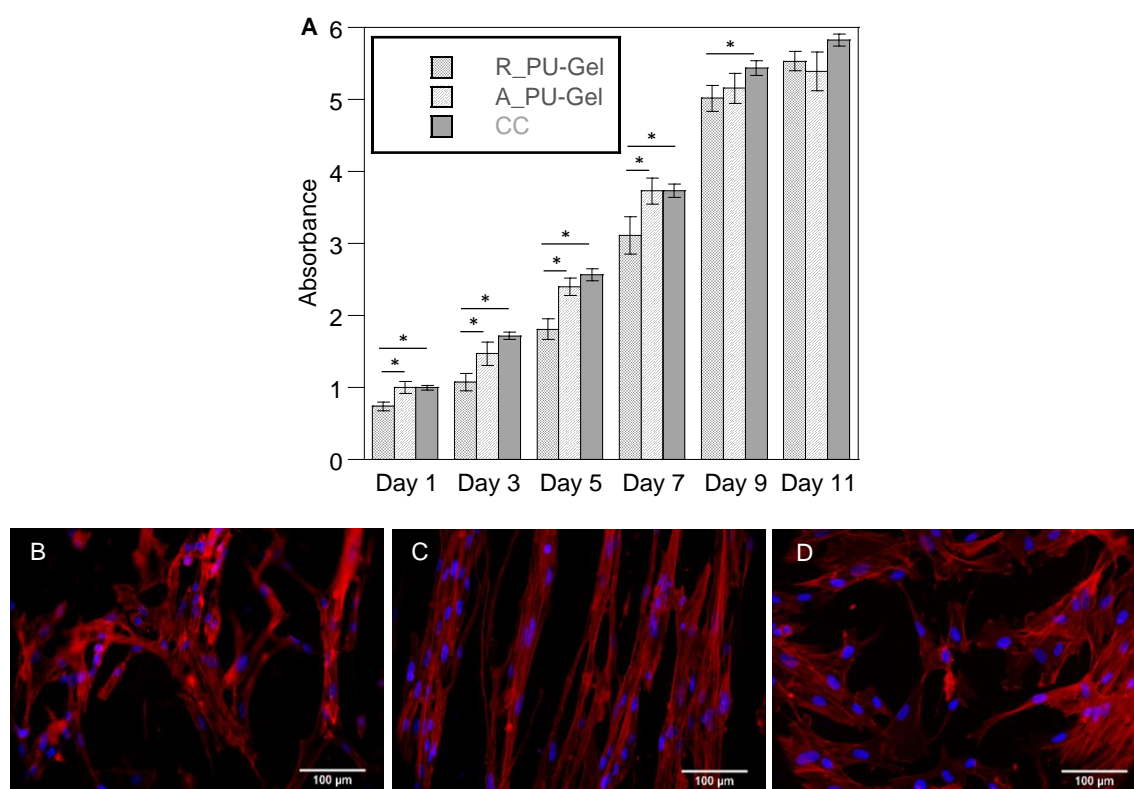 A
6
R_PU-Gel
A_PU-Gel
CC
5
4
3
2
1
0
Absorbance
* *
* *
* *
* *
*
Day 1 Day 3 Day 5 Day 7 Day 9 Day 11
B
100 µm
C
100 µm
D
100 µm